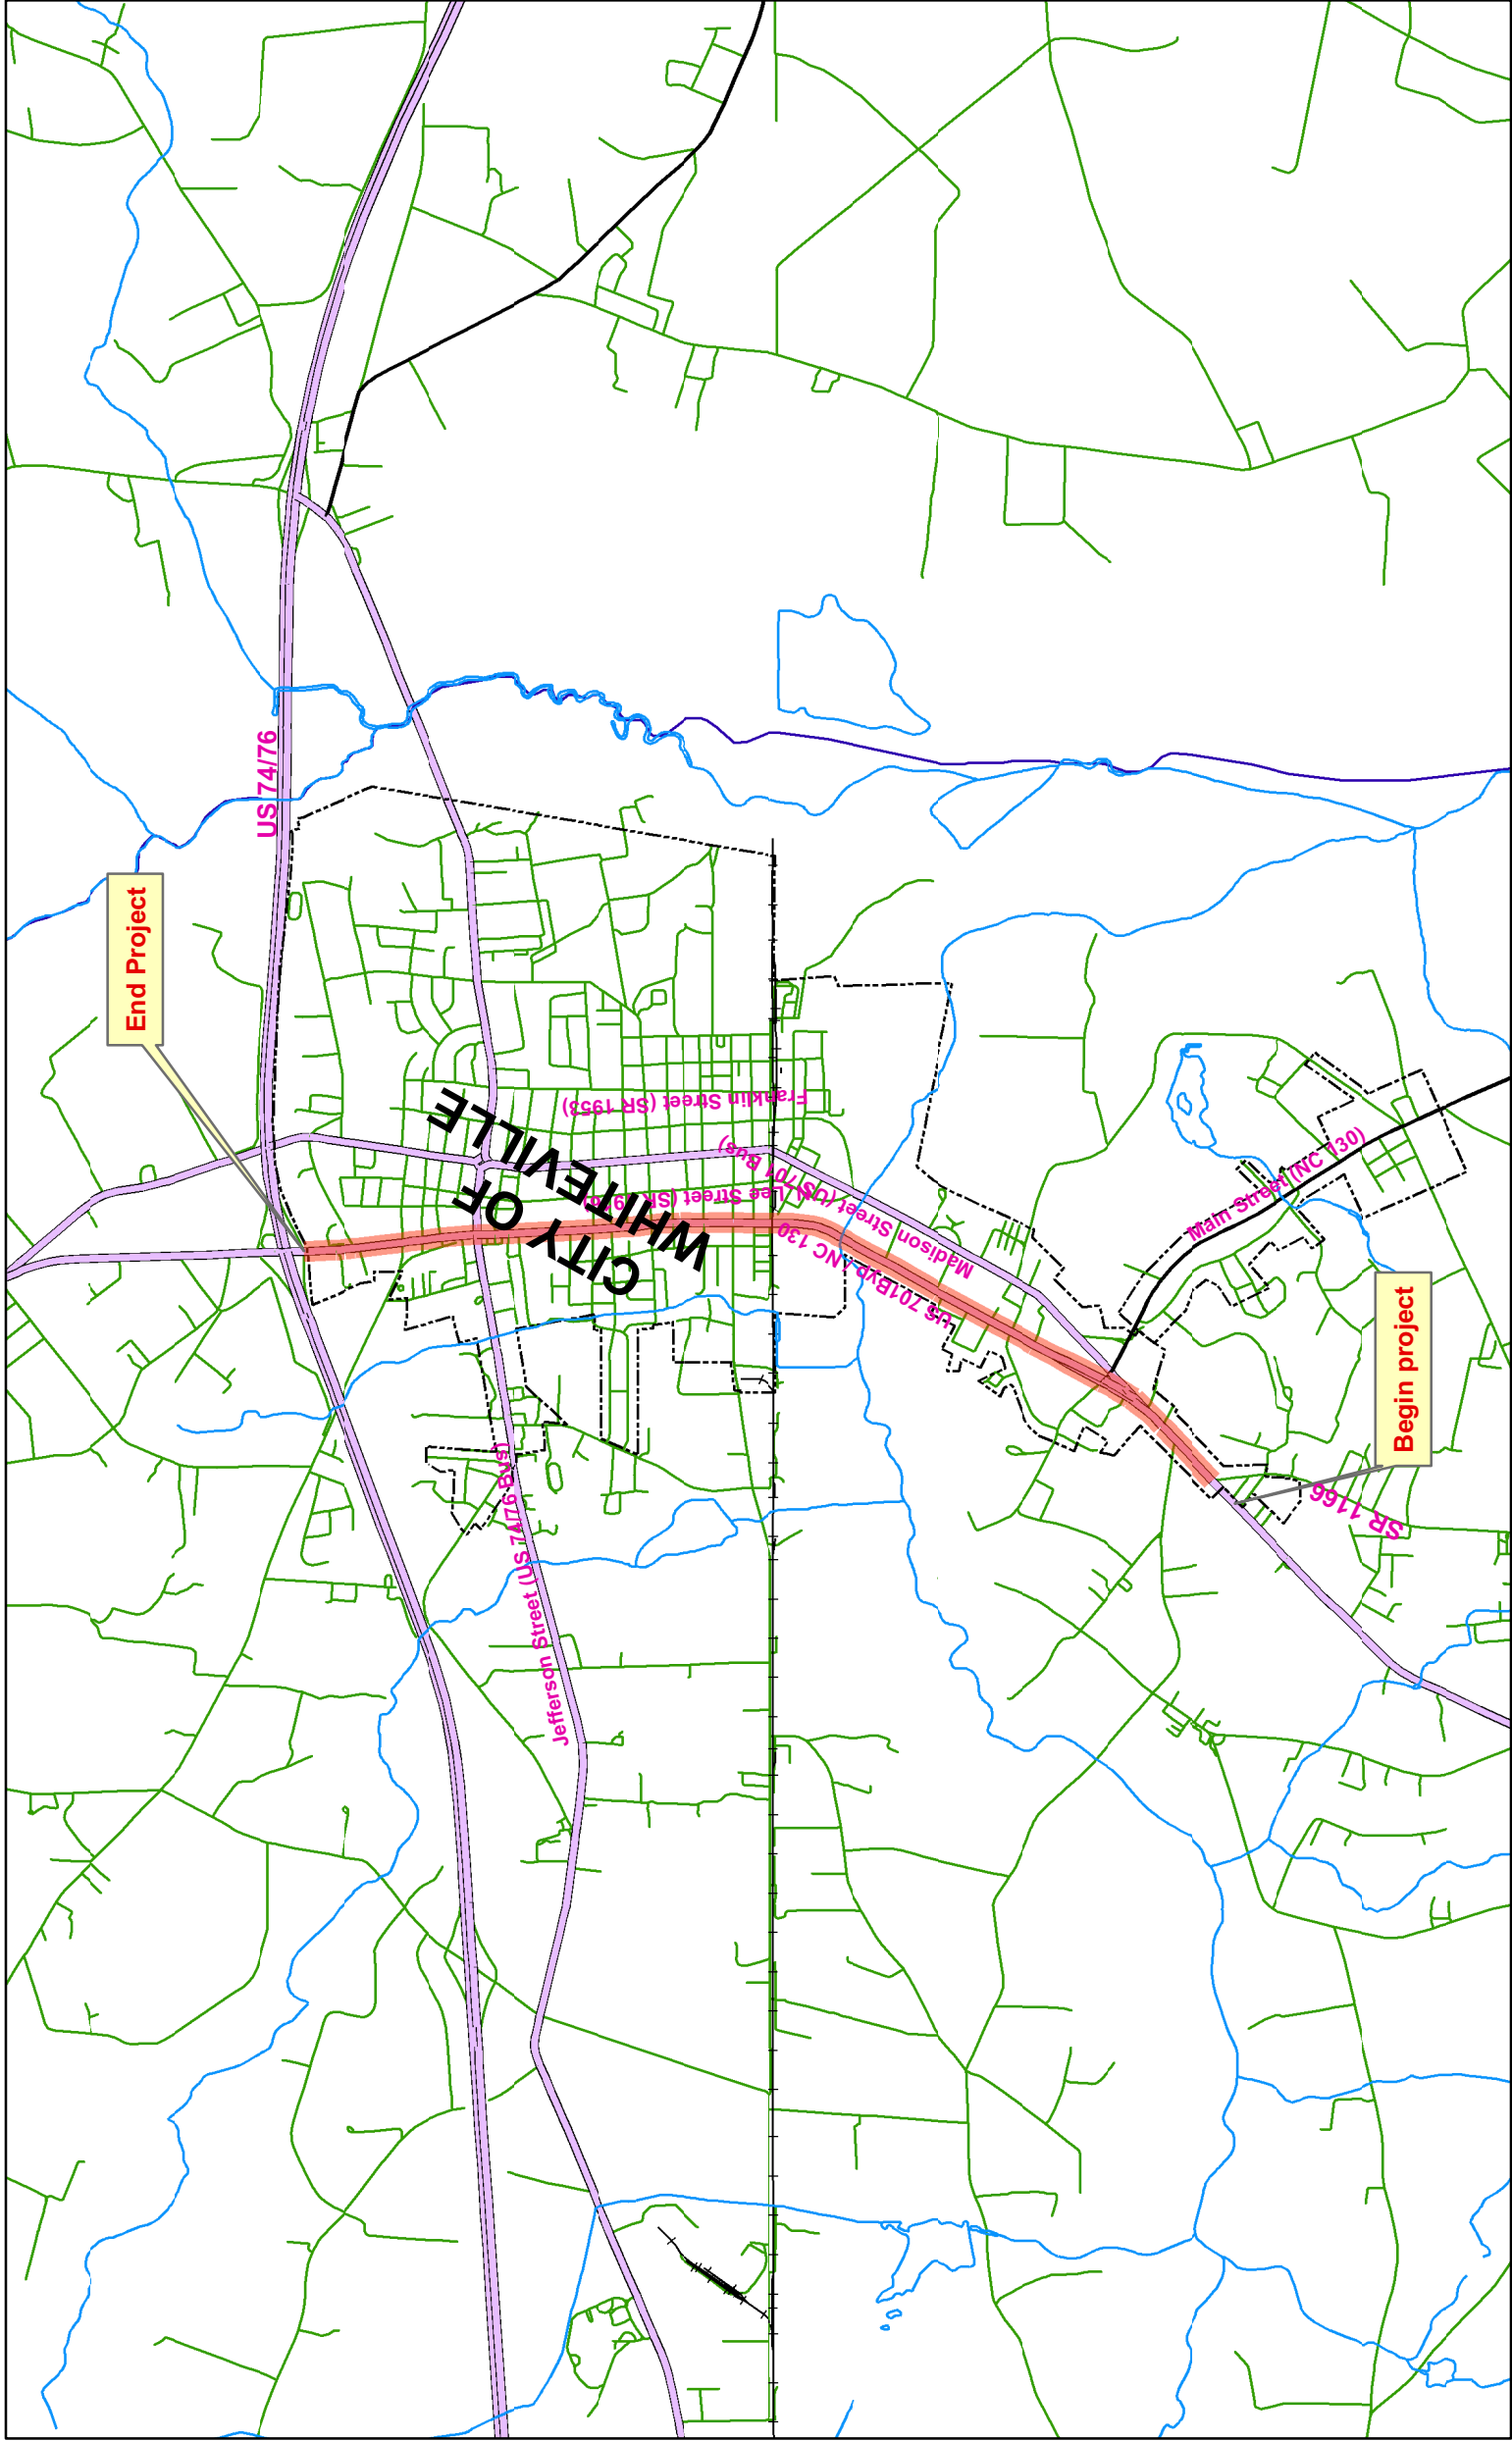 End Project
US 74/76
CITY
OF
WHITEVILLE
Franklin Street (SR 1953)
Madison Street (US 701 Bus)
US 701Byp / NC 130
Main Street (NC 130)
Jefferson Street (US 74/76 Bus)
Begin project
SR 1166